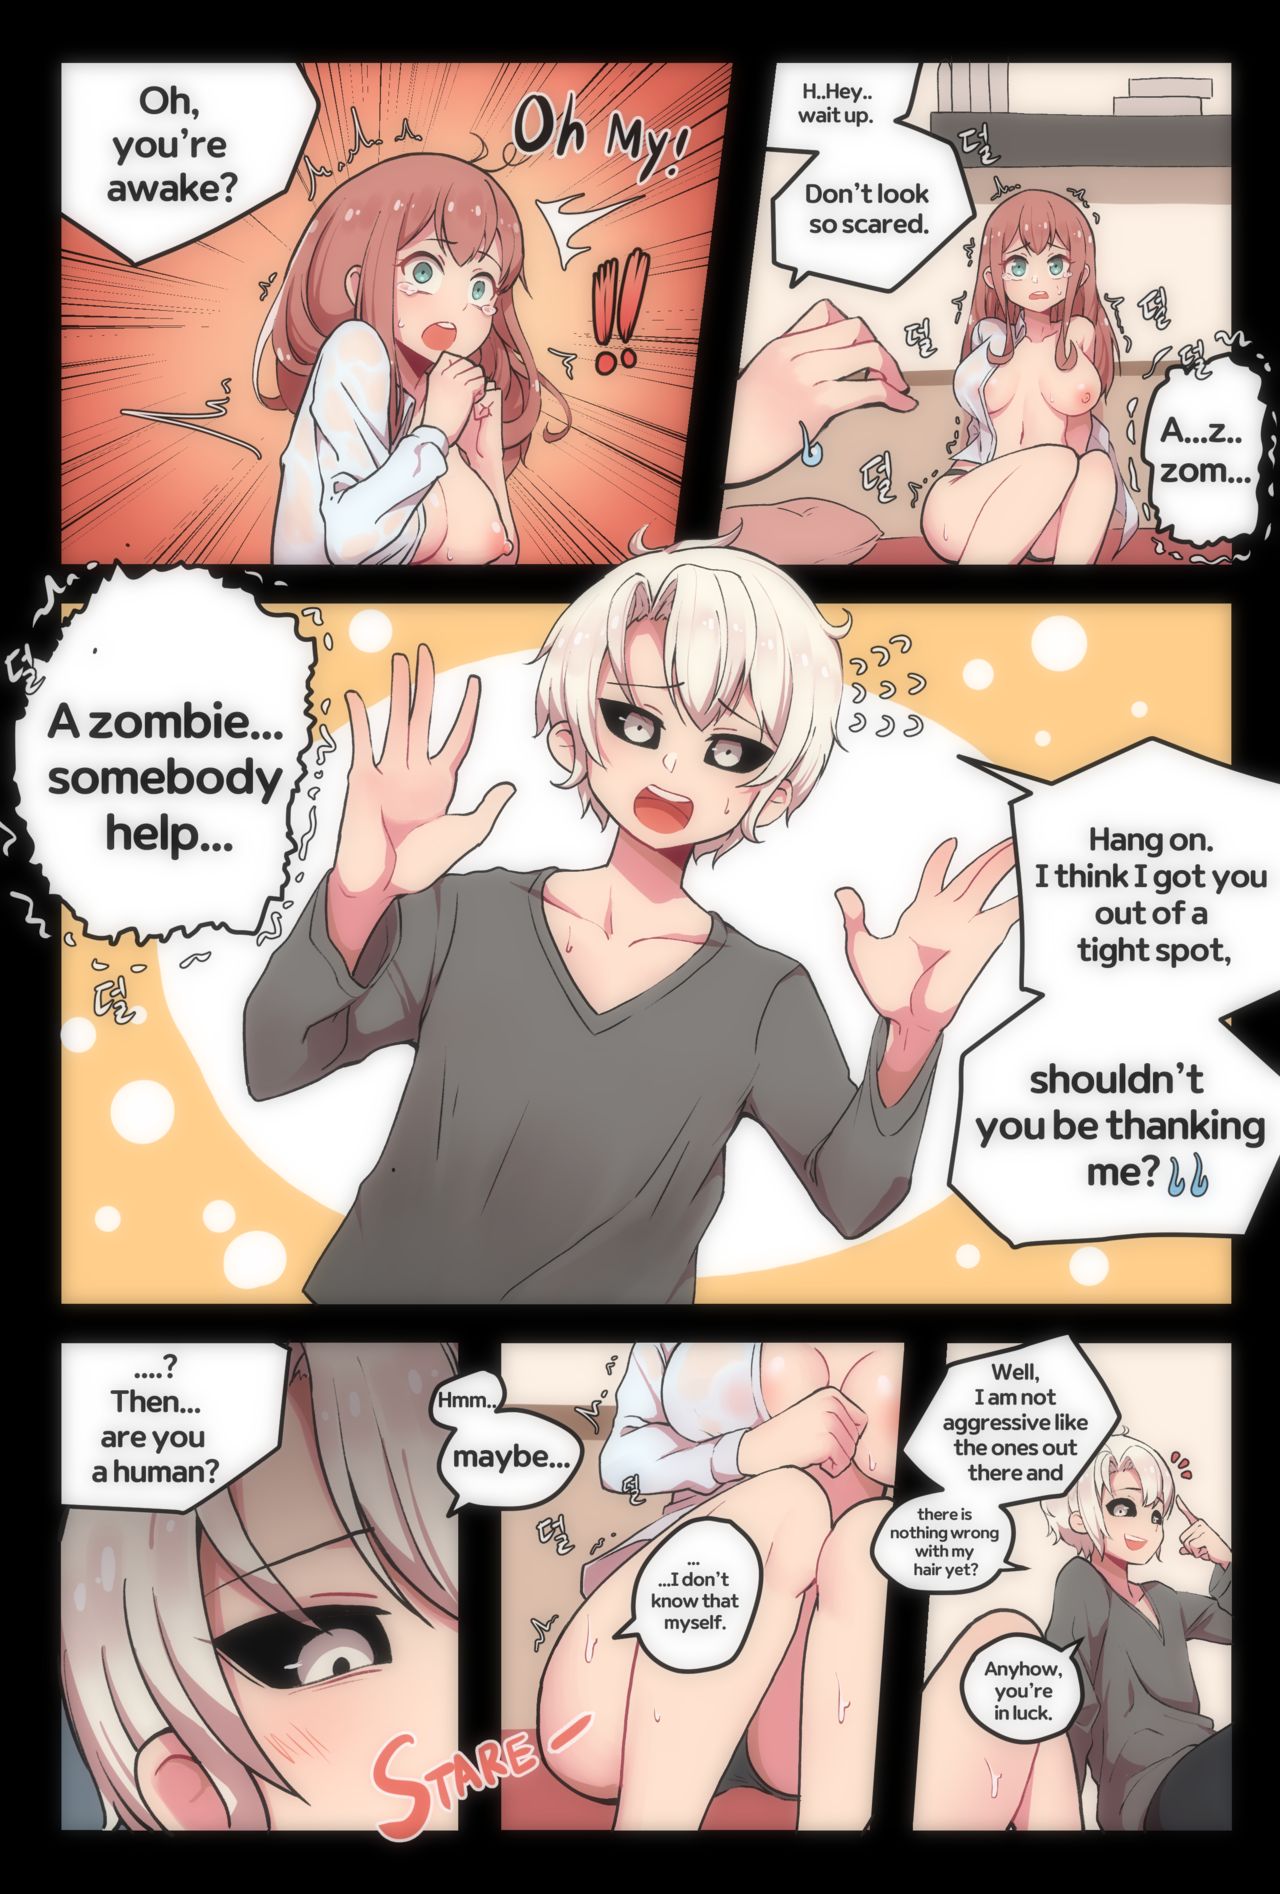 Oh,
you're
awake?
Oh My!
!!
H..Hey..
wait up.
Don't look
so scared.
덜
덜
덜
덜
덜
A...z..
zom...
덜
A zombie...
somebody
help...
덜
Hang on.
I think I got you
out of a
tight spot,
shouldn't
you be thanking
me?
....?
Then...
are you
a human?
Hmm..
maybe...
STARE-
덜
덜
...
...I don't
know that
myself.
Well,
I am not
aggressive like
the ones out
there and
there is
nothing wrong
with my
hair yet?
Anyhow,
you're
in luck.